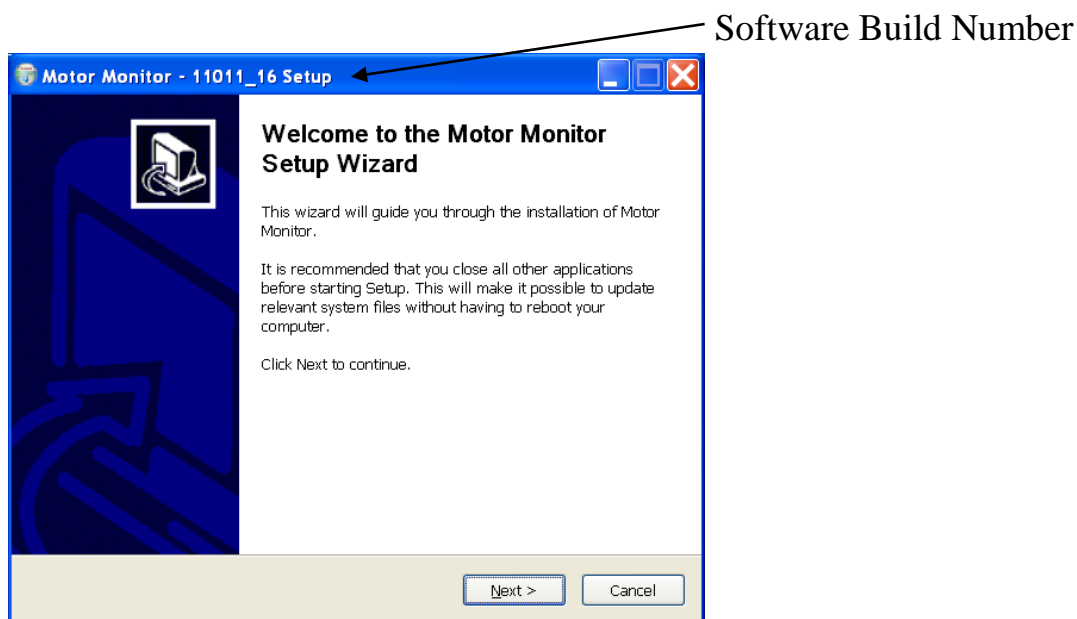 Software Build Number
Motor Monitor - 11011_16 Setup
Welcome to the Motor Monitor
Setup Wizard
This wizard will guide you through the installation of Motor
Monitor.
It is recommended that you close all other applications
before starting Setup. This will make it possible to update
relevant system files without having to reboot your
computer.
Click Next to continue.
Next >
Cancel